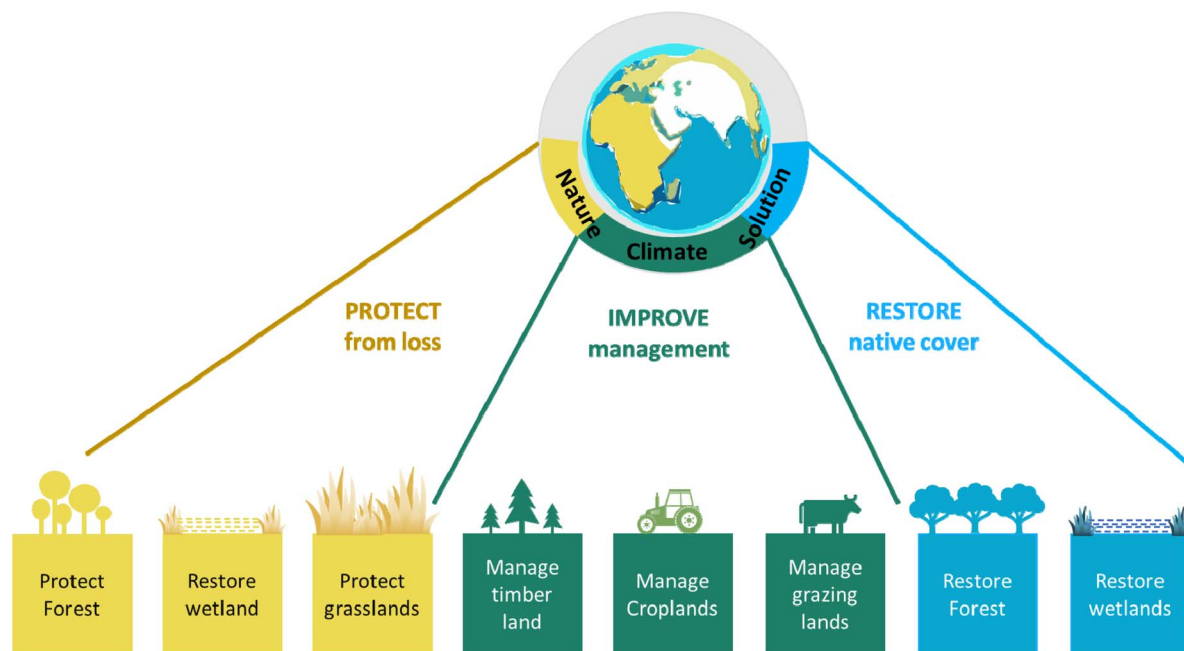 Nature
Climate
Solution
PROTECT
from loss
IMPROVE
management
RESTORE
native cover
Protect
Forest
Restore
wetland
Protect
grasslands
Manage
timber
land
Manage
Croplands
Manage
grazing
lands
Restore
Forest
Restore
wetlands